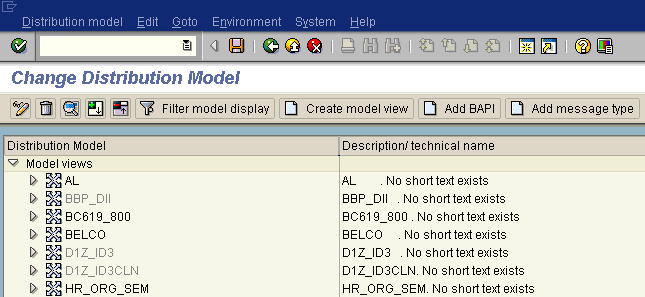 Distribution model Edit Goto Environment System Help
Change Distribution Model
Filter model display Create model view Add BAPI Add message type
Distribution Model Description/ technical name
Model views
AL AL . No short text exists
BBP_DII BBP_DII . No short text exists
BC619_800 BC619_800 . No short text exists
BELCO BELCO . No short text exists
D1Z_ID3 D1Z_ID3 . No short text exists
D1Z_ID3CLN D1Z_ID3CLN. No short text exists
HR_ORG_SEM HR_ORG_SEM. No short text exists